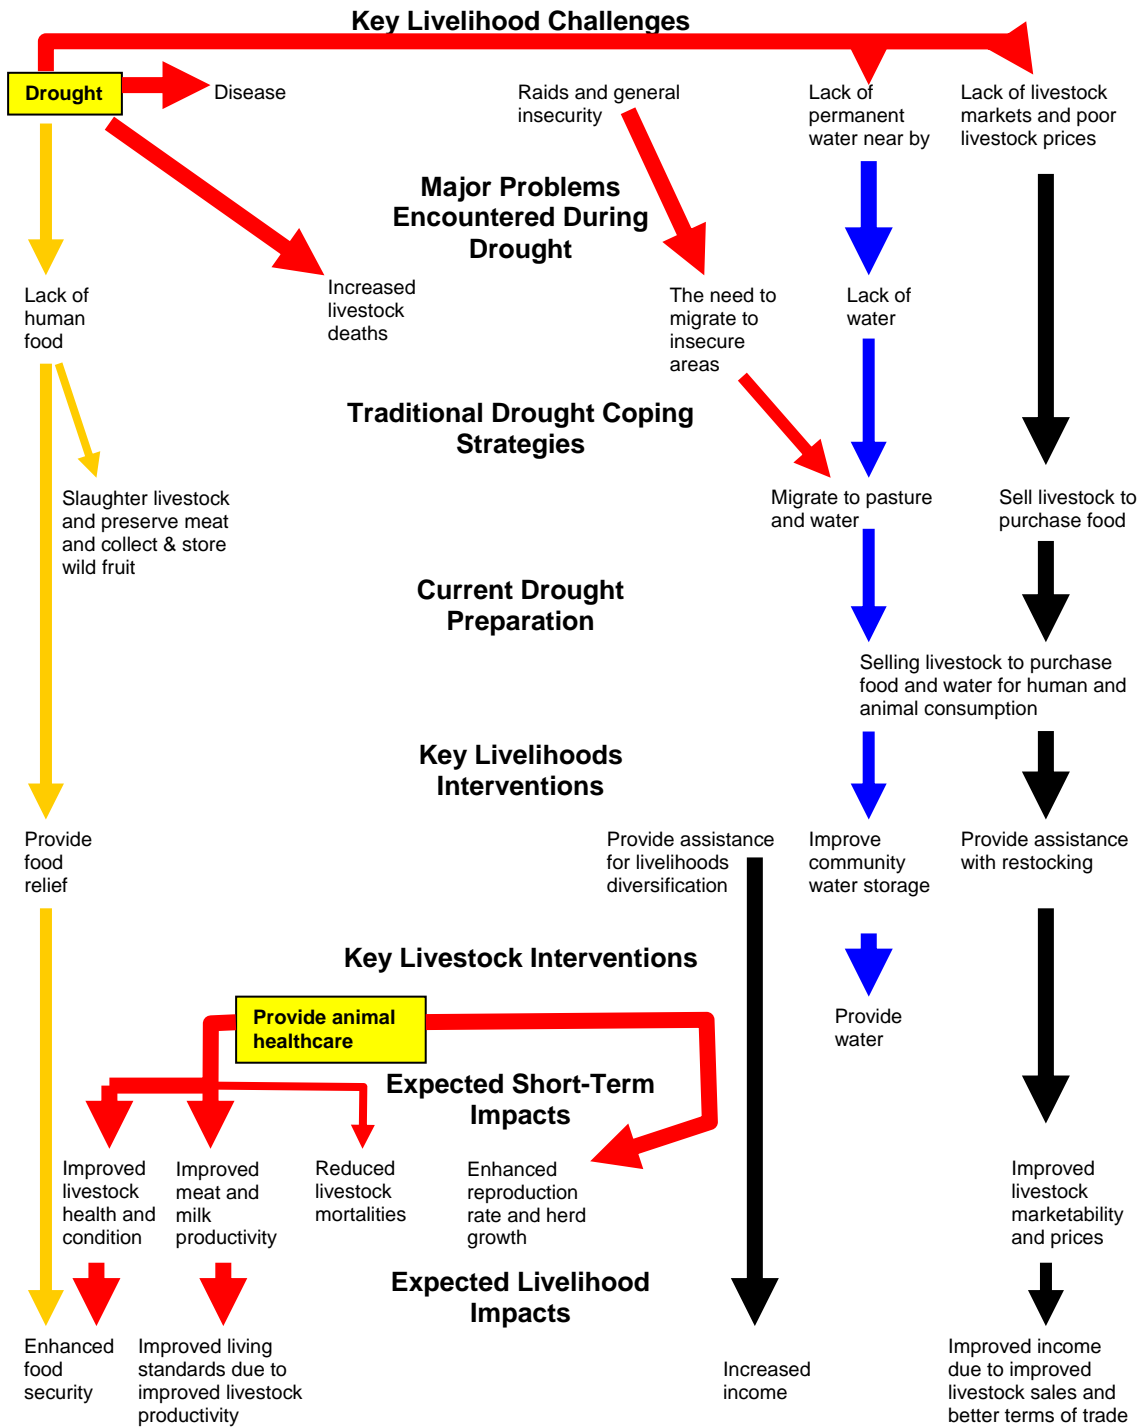 Key Livelihood Challenges
Drought
Disease
Raids and general
insecurity
Lack of
permanent
water near by
Lack of livestock
markets and poor
livestock prices
Major Problems
Encountered During
Drought
Lack of
human
food
Increased
livestock
deaths
The need to
migrate to
insecure
areas
Lack of
water
Traditional Drought Coping
Strategies
Slaughter livestock
and preserve meat
and collect & store
wild fruit
Migrate to pasture
and water
Sell livestock to
purchase food
Current Drought
Preparation
Selling livestock to purchase
food and water for human and
animal consumption
Key Livelihoods
Interventions
Provide
food
relief
Provide assistance
for livelihoods
diversification
Improve
community
water storage
Provide assistance
with restocking
Key Livestock Interventions
Provide animal
healthcare
Provide
water
Expected Short-Term
Impacts
Improved
livestock
health and
condition
Improved
meat and
milk
productivity
Reduced
livestock
mortalities
Enhanced
reproduction
rate and herd
growth
Improved
livestock
marketability
and prices
Expected Livelihood
Impacts
Enhanced
food
security
Improved living
standards due to
improved livestock
productivity
Increased
income
Improved income
due to improved
livestock sales and
better terms of trade